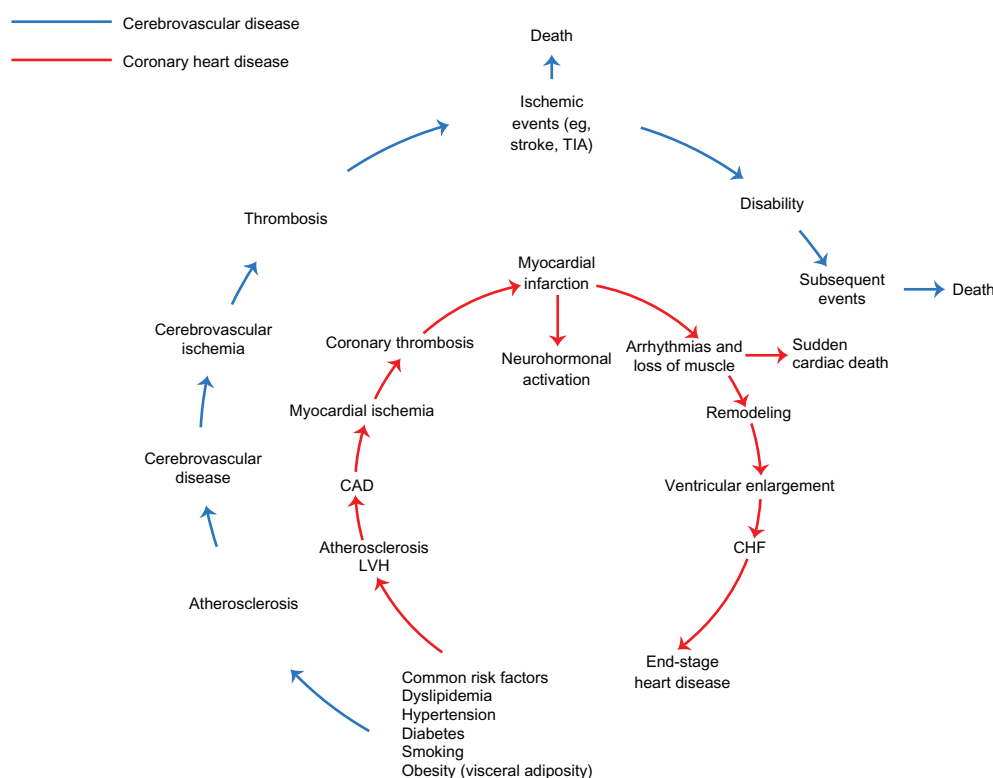 Cerebrovascular disease
Coronary heart disease
Death
Ischemic
events (eg,
stroke, TIA)
Disability
Thrombosis
Subsequent
events
Death
Myocardial
infarction
Cerebrovascular
ischemia
Coronary thrombosis
Neurohormonal
activation
Arrhythmias and
loss of muscle
Sudden
cardiac death
Myocardial ischemia
Remodeling
Cerebrovascular
disease
CAD
Ventricular enlargement
Atherosclerosis
LVH
CHF
Atherosclerosis
End-stage
heart disease
Common risk factors
Dyslipidemia
Hypertension
Diabetes
Smoking
Obesity (visceral adiposity)